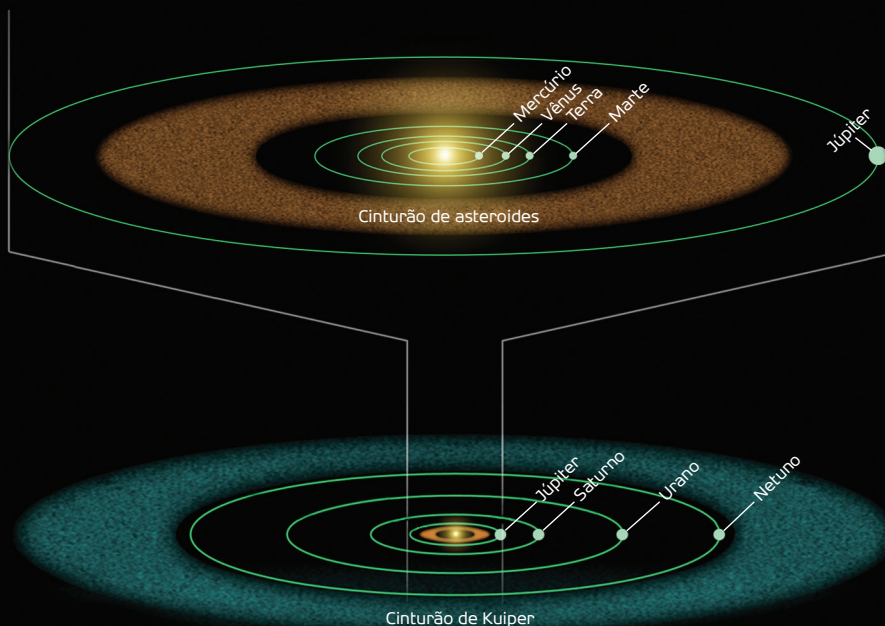 Mercúrio
Vênus
Terra
Marte
Júpiter
Cinturão de asteroides
Júpiter
Saturno
Urano
Netuno
Cinturão de Kuiper